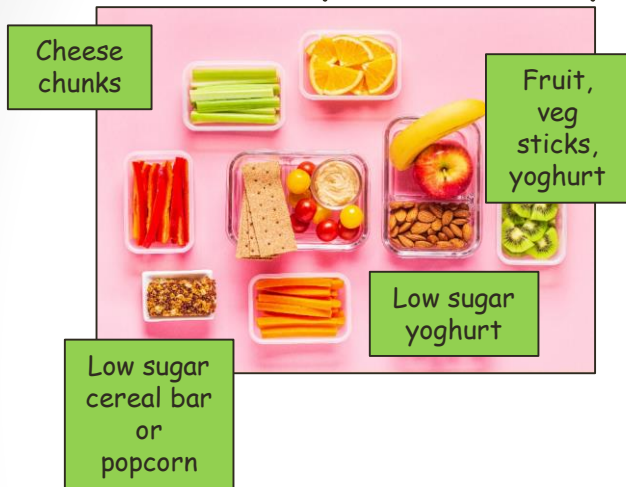 Cheese
chunks
Fruit,
veg
sticks,
yoghurt
Low sugar
yoghurt
Low sugar
cereal bar
or
popcorn